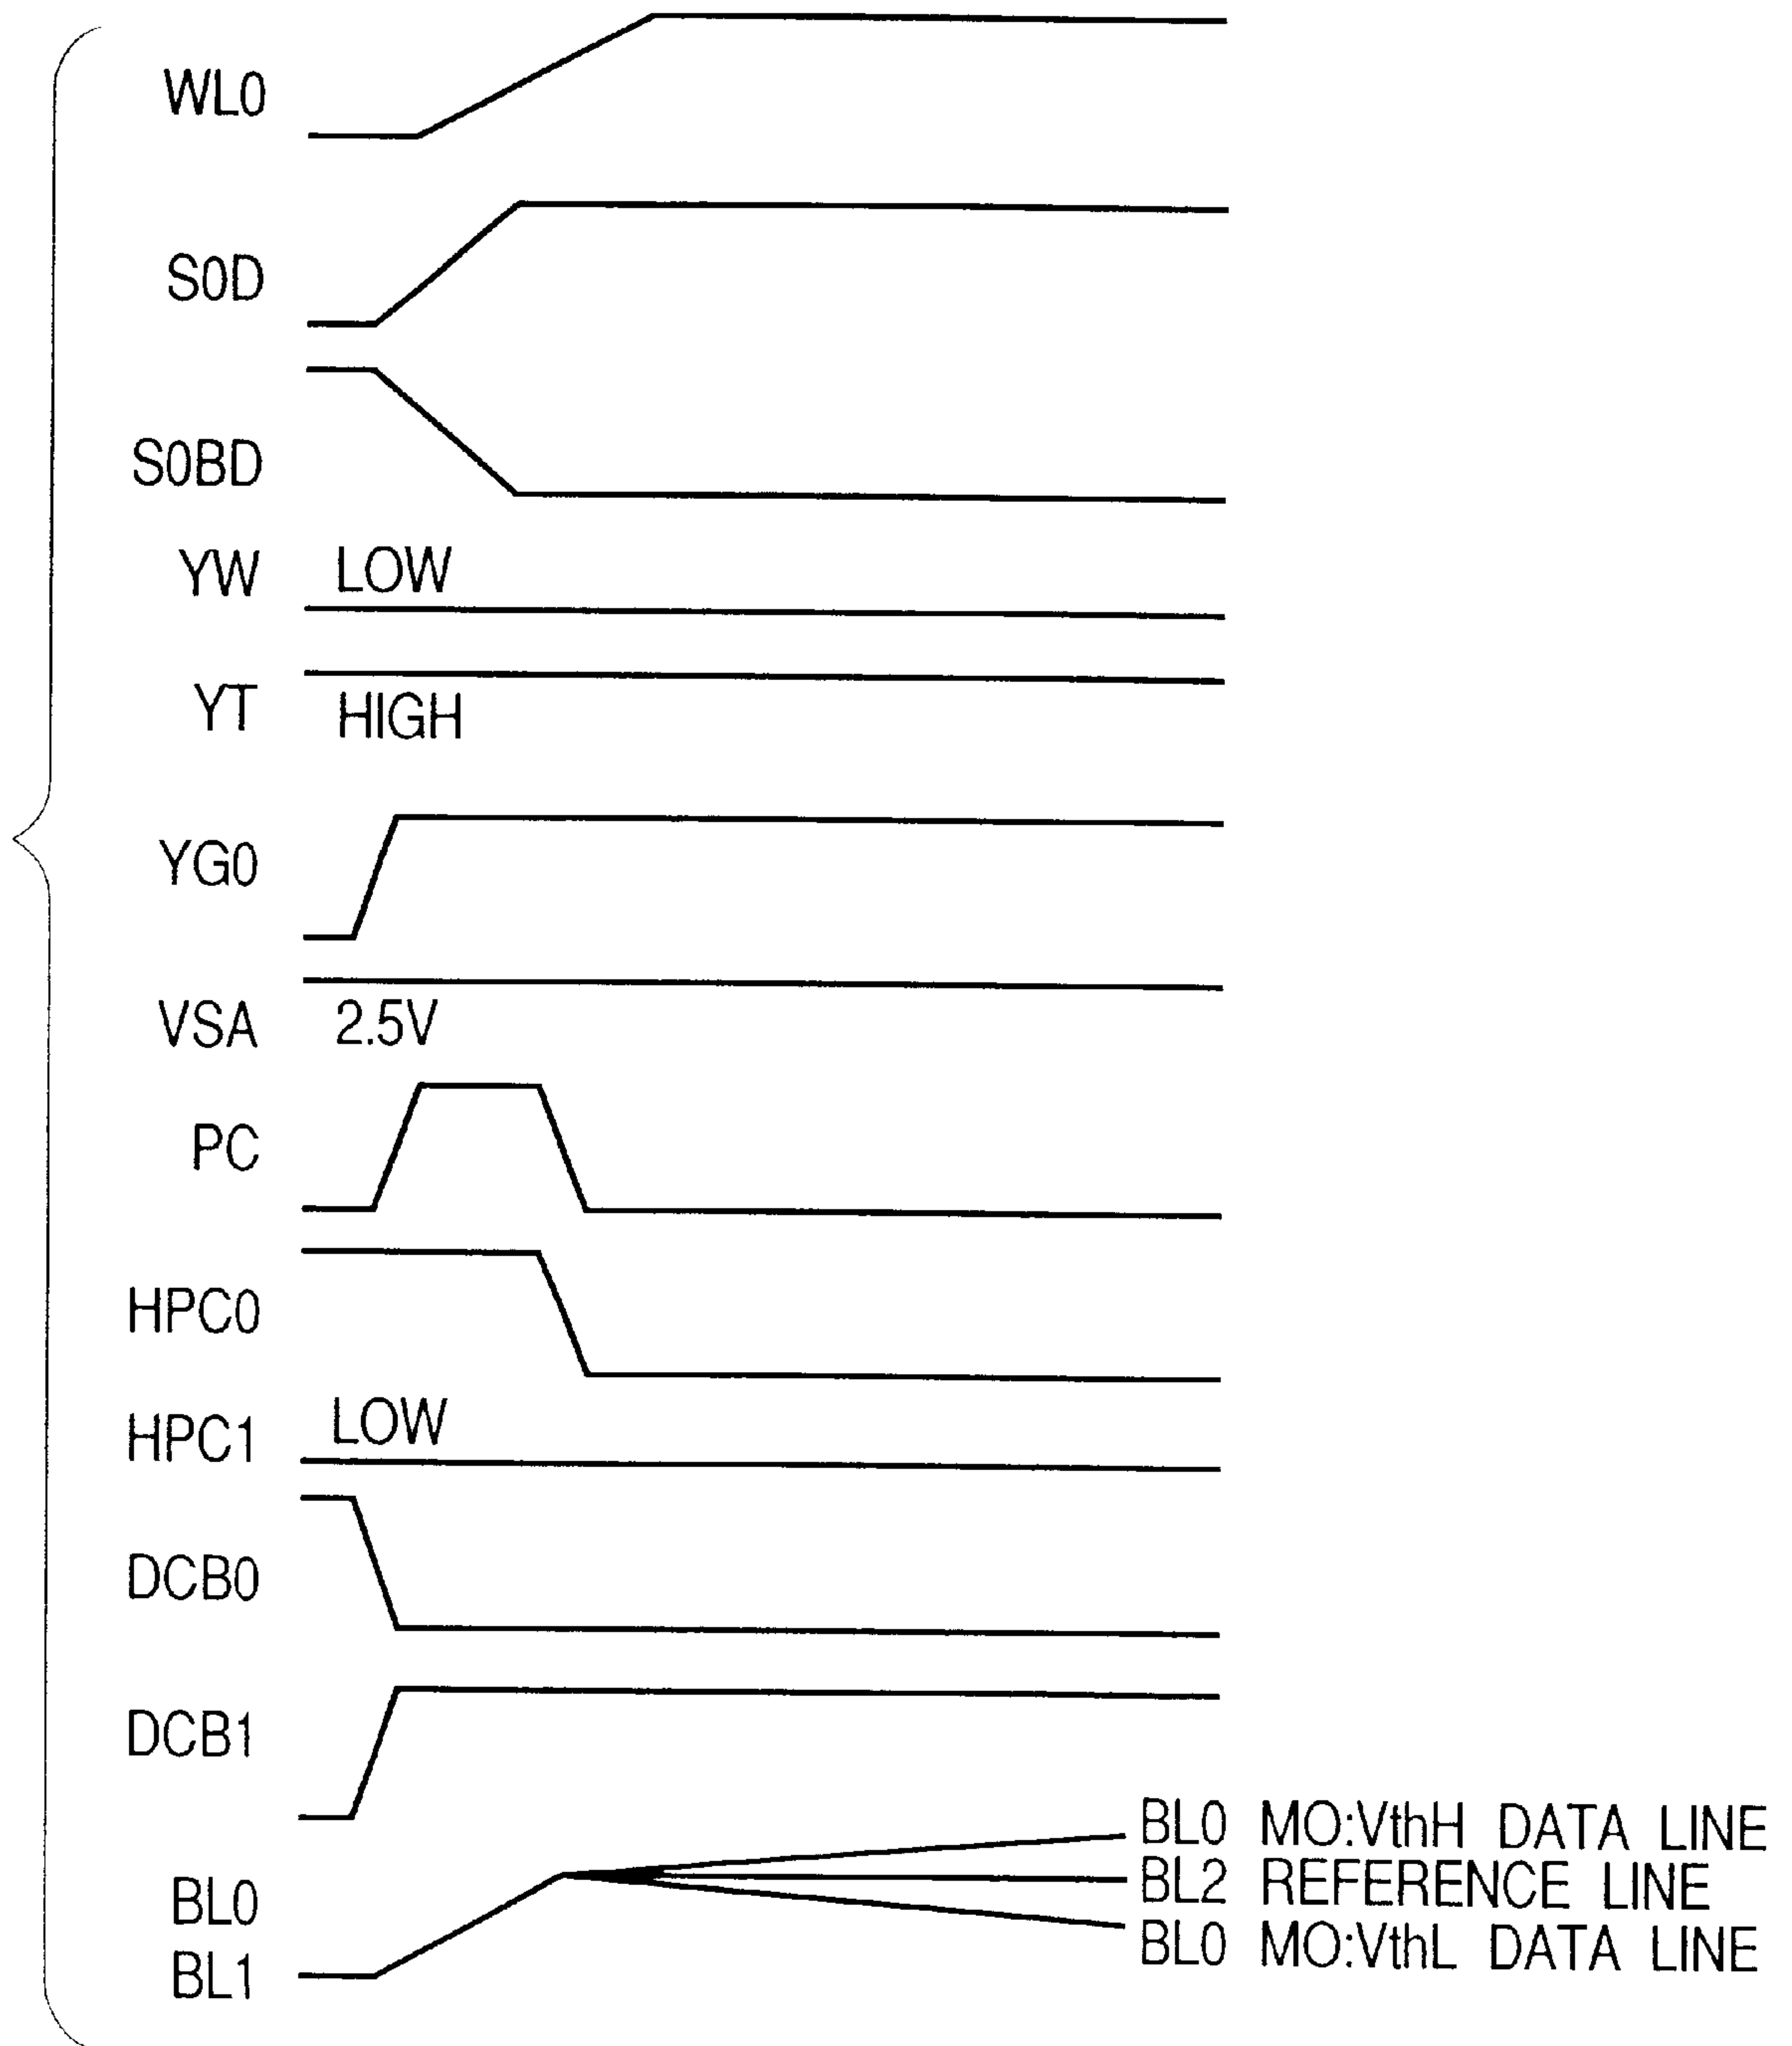 WL0
S0D
S0BD
YW LOW
YT HIGH
YG0
VSA 2.5V
PC
HPC0
HPC1 LOW
DCB0
DCB1
BL0 MO:VthH DATA LINE
BL2 REFERENCE LINE
BL0
BL0 MO:VthL DATA LINE
BL1